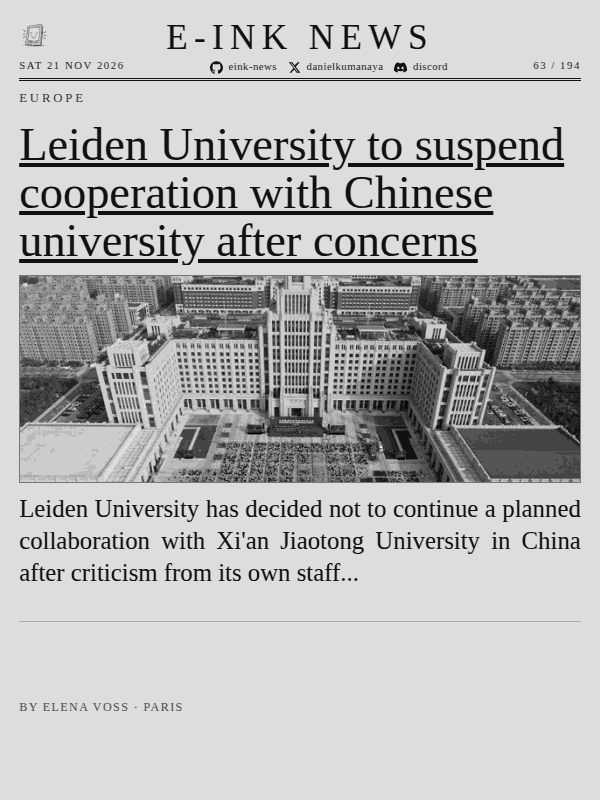 E-INK NEWS
SAT 21 NOV 2026
eink-news danielkumanaya discord
63 / 194
EUROPE
Leiden University to suspend
cooperation with Chinese
university after concerns
Leiden University has decided not to continue a planned
collaboration with Xi'an Jiaotong University in China
after criticism from its own staff...
BY ELENA VOSS · PARIS